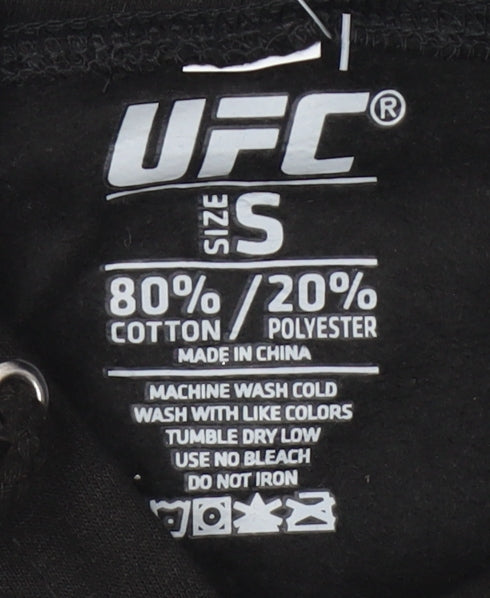 UFC®
SIZE S
80% COTTON / 20% POLYESTER
MADE IN CHINA
MACHINE WASH COLD
WASH WITH LIKE COLORS
TUMBLE DRY LOW
USE NO BLEACH
DO NOT IRON